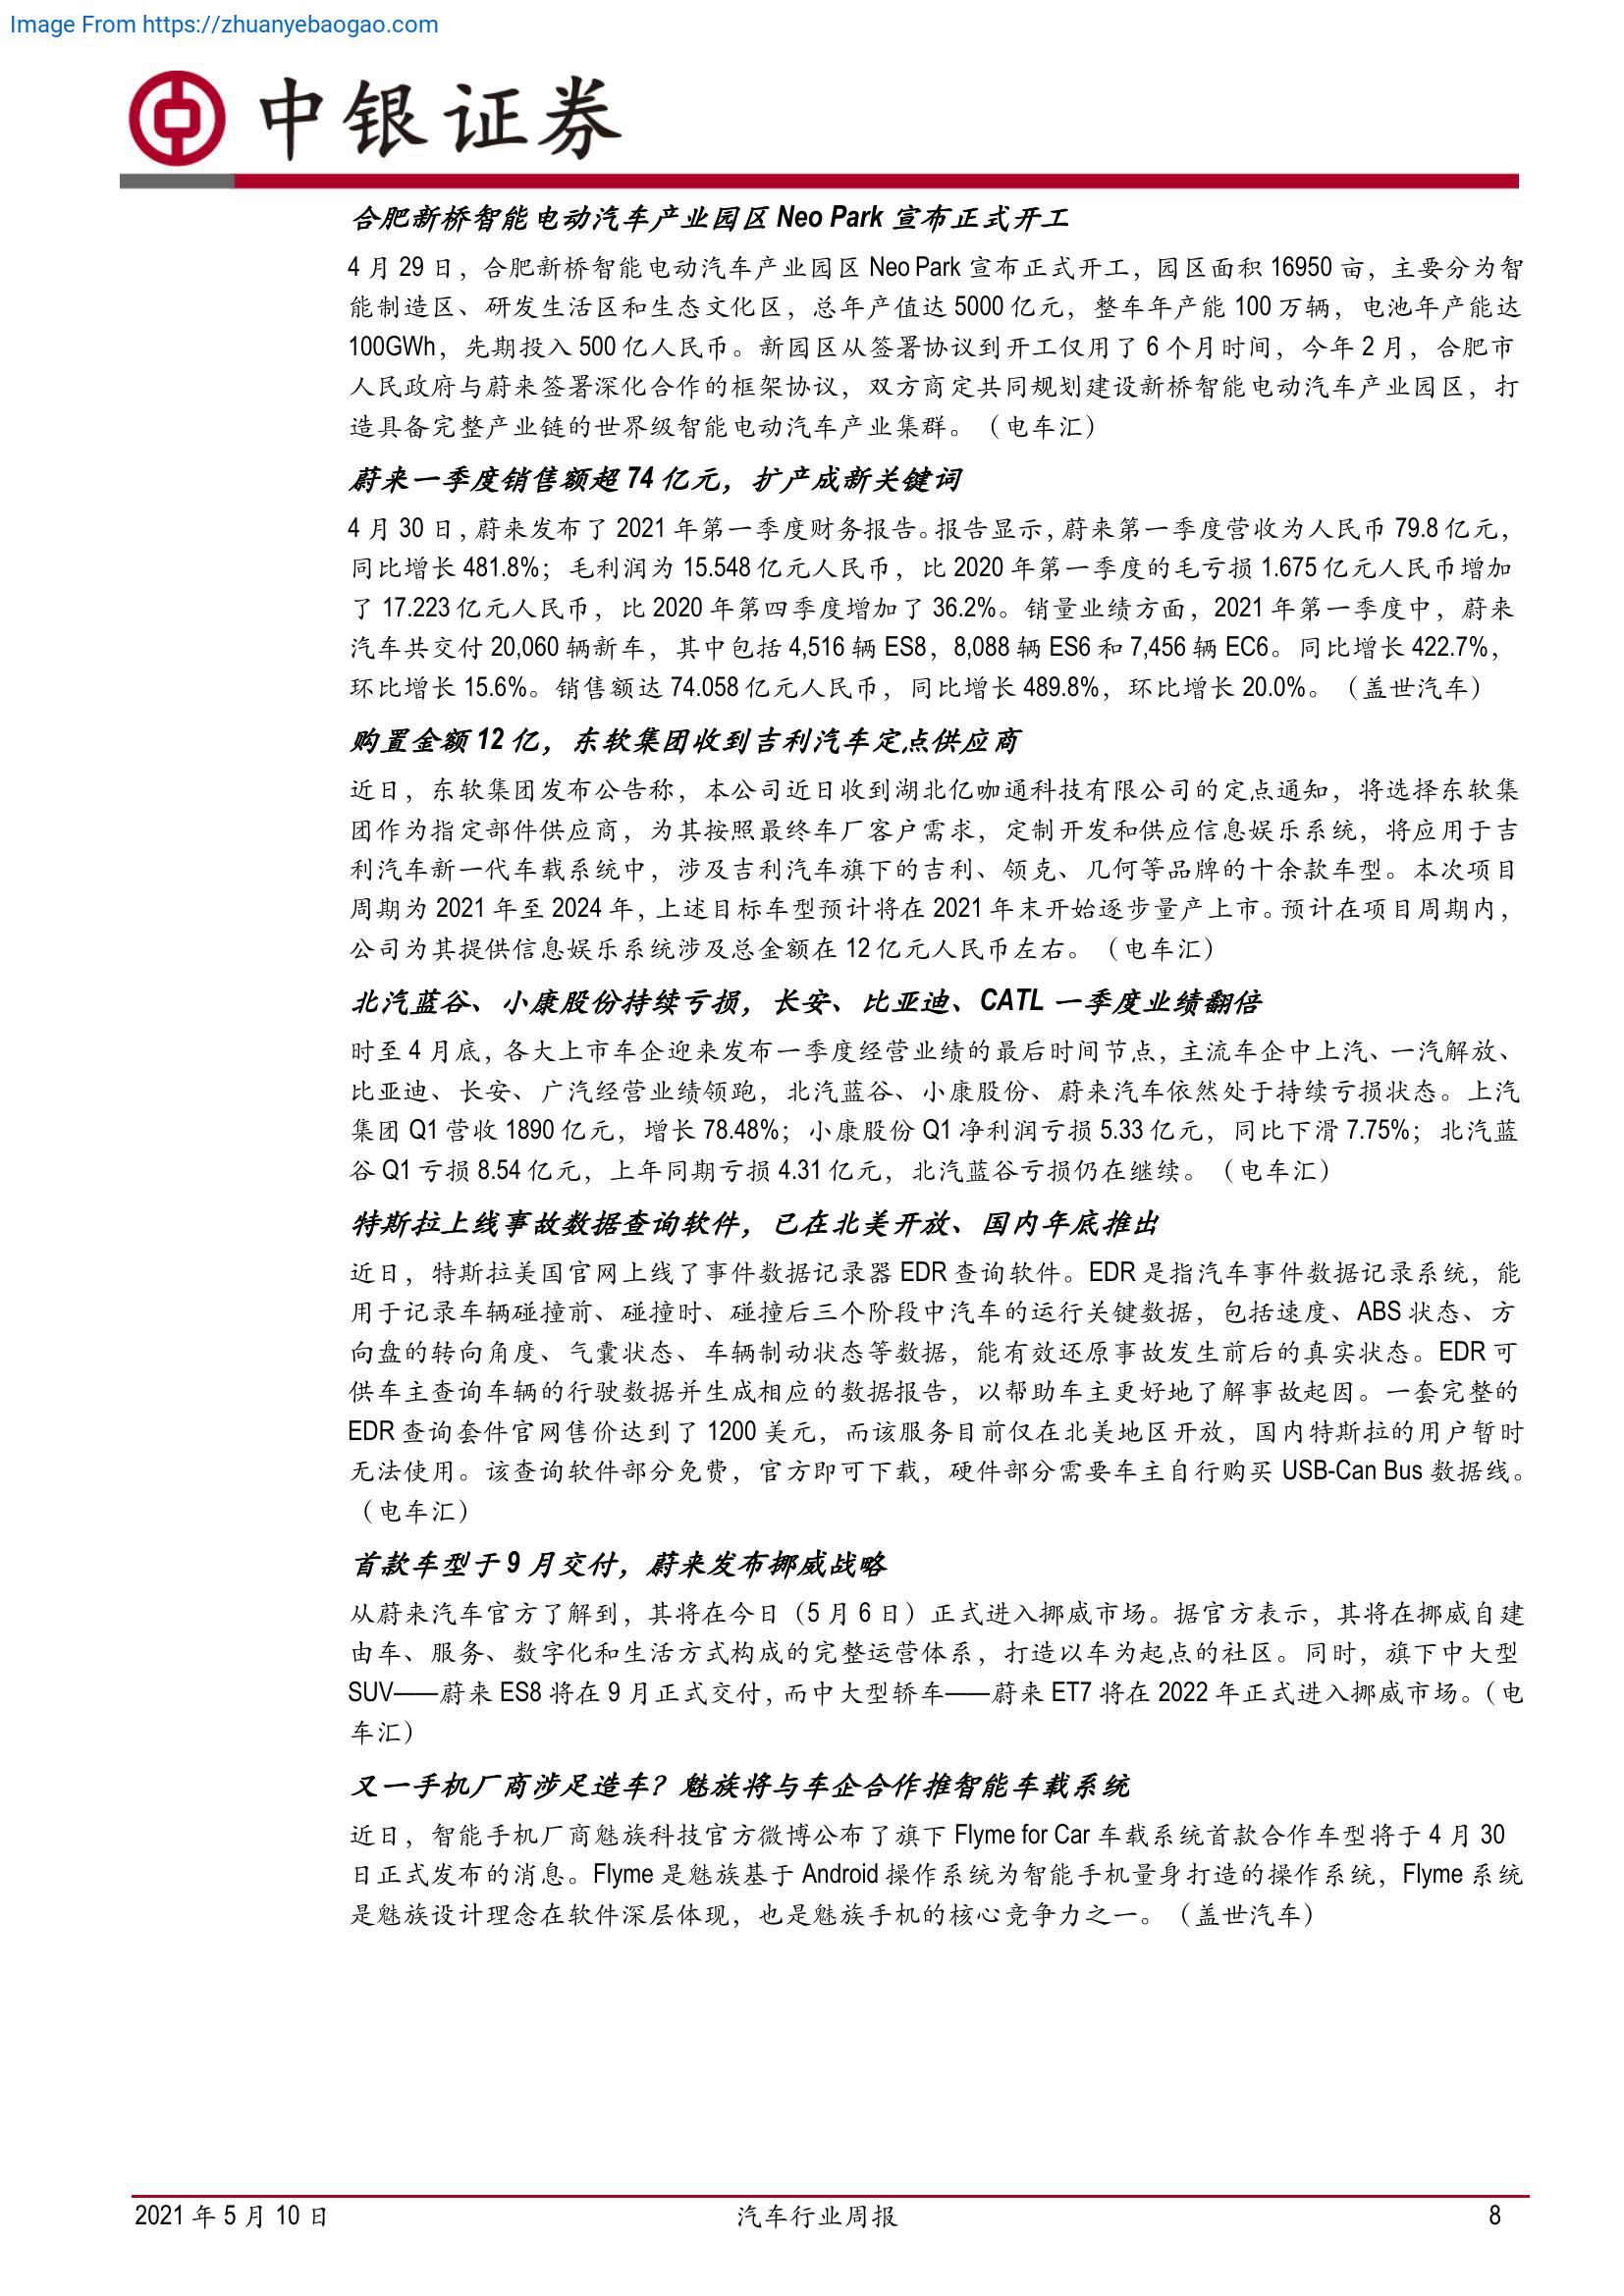 Image From https://zhuanyebaogao.com
中银证券
合肥新桥智能电动汽车产业园区 Neo Park 宣布正式开工
4 月 29 日，合肥新桥智能电动汽车产业园区 Neo Park 宣布正式开工，园区面积 16950 亩，主要分为智
能制造区、研发生活区和生态文化区，总年产值达 5000 亿元，整车年产能 100 万辆，电池年产能达
100GWh，先期投入 500 亿人民币。新园区从签署协议到开工仅用了 6 个月时间，今年 2 月，合肥市
人民政府与蔚来签署深化合作的框架协议，双方商定共同规划建设新桥智能电动汽车产业园区，打
造具备完整产业链的世界级智能电动汽车产业集群。（电车汇）
蔚来一季度销售额超 74 亿元，扩产成新关键词
4 月 30 日，蔚来发布了 2021 年第一季度财务报告。报告显示，蔚来第一季度营收为人民币 79.8 亿元，
同比增长 481.8%；毛利润为 15.548 亿元人民币，比 2020 年第一季度的毛亏损 1.675 亿元人民币增加
了 17.223 亿元人民币，比 2020 年第四季度增加了 36.2%。销量业绩方面，2021 年第一季度中，蔚来
汽车共交付 20,060 辆新车，其中包括 4,516 辆 ES8，8,088 辆 ES6 和 7,456 辆 EC6。同比增长 422.7%，
环比增长 15.6%。销售额达 74.058 亿元人民币，同比增长 489.8%，环比增长 20.0%。（盖世汽车）
购置金额 12 亿，东软集团收到吉利汽车定点供应商
近日，东软集团发布公告称，本公司近日收到湖北亿咖通科技有限公司的定点通知，将选择东软集
团作为指定部件供应商，为其按照最终车厂客户需求，定制开发和供应信息娱乐系统，将应用于吉
利汽车新一代车载系统中，涉及吉利汽车旗下的吉利、领克、几何等品牌的十余款车型。本次项目
周期为 2021 年至 2024 年，上述目标车型预计将在 2021 年末开始逐步量产上市。预计在项目周期内，
公司为其提供信息娱乐系统涉及总金额在 12 亿元人民币左右。（电车汇）
北汽蓝谷、小康股份持续亏损，长安、比亚迪、CATL 一季度业绩翻倍
时至 4 月底，各大上市车企迎来发布一季度经营业绩的最后时间节点，主流车企中上汽、一汽解放、
比亚迪、长安、广汽经营业绩领跑，北汽蓝谷、小康股份、蔚来汽车依然处于持续亏损状态。上汽
集团 Q1 营收 1890 亿元，增长 78.48%；小康股份 Q1 净利润亏损 5.33 亿元，同比下滑 7.75%；北汽蓝
谷 Q1 亏损 8.54 亿元，上年同期亏损 4.31 亿元，北汽蓝谷亏损仍在继续。（电车汇）
特斯拉上线事故数据查询软件，已在北美开放、国内年底推出
近日，特斯拉美国官网上线了事件数据记录器 EDR 查询软件。EDR 是指汽车事件数据记录系统，能
用于记录车辆碰撞前、碰撞时、碰撞后三个阶段中汽车的运行关键数据，包括速度、ABS 状态、方
向盘的转向角度、气囊状态、车辆制动状态等数据，能有效还原事故发生前后的真实状态。EDR 可
供车主查询车辆的行驶数据并生成相应的数据报告，以帮助车主更好地了解事故起因。一套完整的
EDR 查询套件官网售价达到了 1200 美元，而该服务目前仅在北美地区开放，国内特斯拉的用户暂时
无法使用。该查询软件部分免费，官方即可下载，硬件部分需要车主自行购买 USB-Can Bus 数据线。
（电车汇）
首款车型于 9 月交付，蔚来发布挪威战略
从蔚来汽车官方了解到，其将在今日（5 月 6 日）正式进入挪威市场。据官方表示，其将在挪威自建
由车、服务、数字化和生活方式构成的完整运营体系，打造以车为起点的社区。同时，旗下中大型
SUV——蔚来 ES8 将在 9 月正式交付，而中大型轿车——蔚来 ET7 将在 2022 年正式进入挪威市场。（电
车汇）
又一手机厂商涉足造车？魅族将与车企合作推智能车载系统
近日，智能手机厂商魅族科技官方微博公布了旗下 Flyme for Car 车载系统首款合作车型将于 4 月 30
日正式发布的消息。Flyme 是魅族基于 Android 操作系统为智能手机量身打造的操作系统，Flyme 系统
是魅族设计理念在软件深层体现，也是魅族手机的核心竞争力之一。（盖世汽车）
2021 年 5 月 10 日
汽车行业周报
8